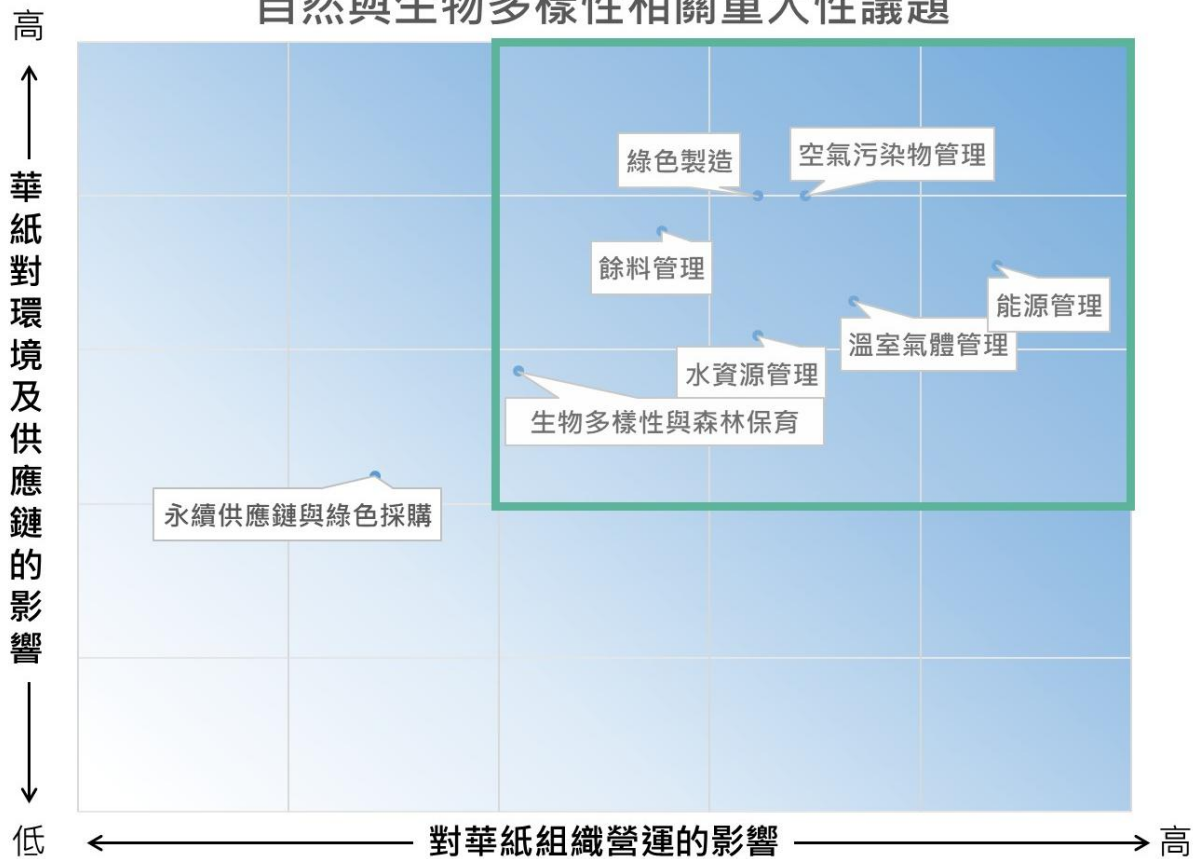 自然與生物多樣性相關重大性議題
高
華紙對環境及供應鏈的影響
綠色製造
空氣污染物管理
餘料管理
能源管理
溫室氣體管理
水資源管理
生物多樣性與森林保育
永續供應鏈與綠色採購
低
對華紙組織營運的影響
高